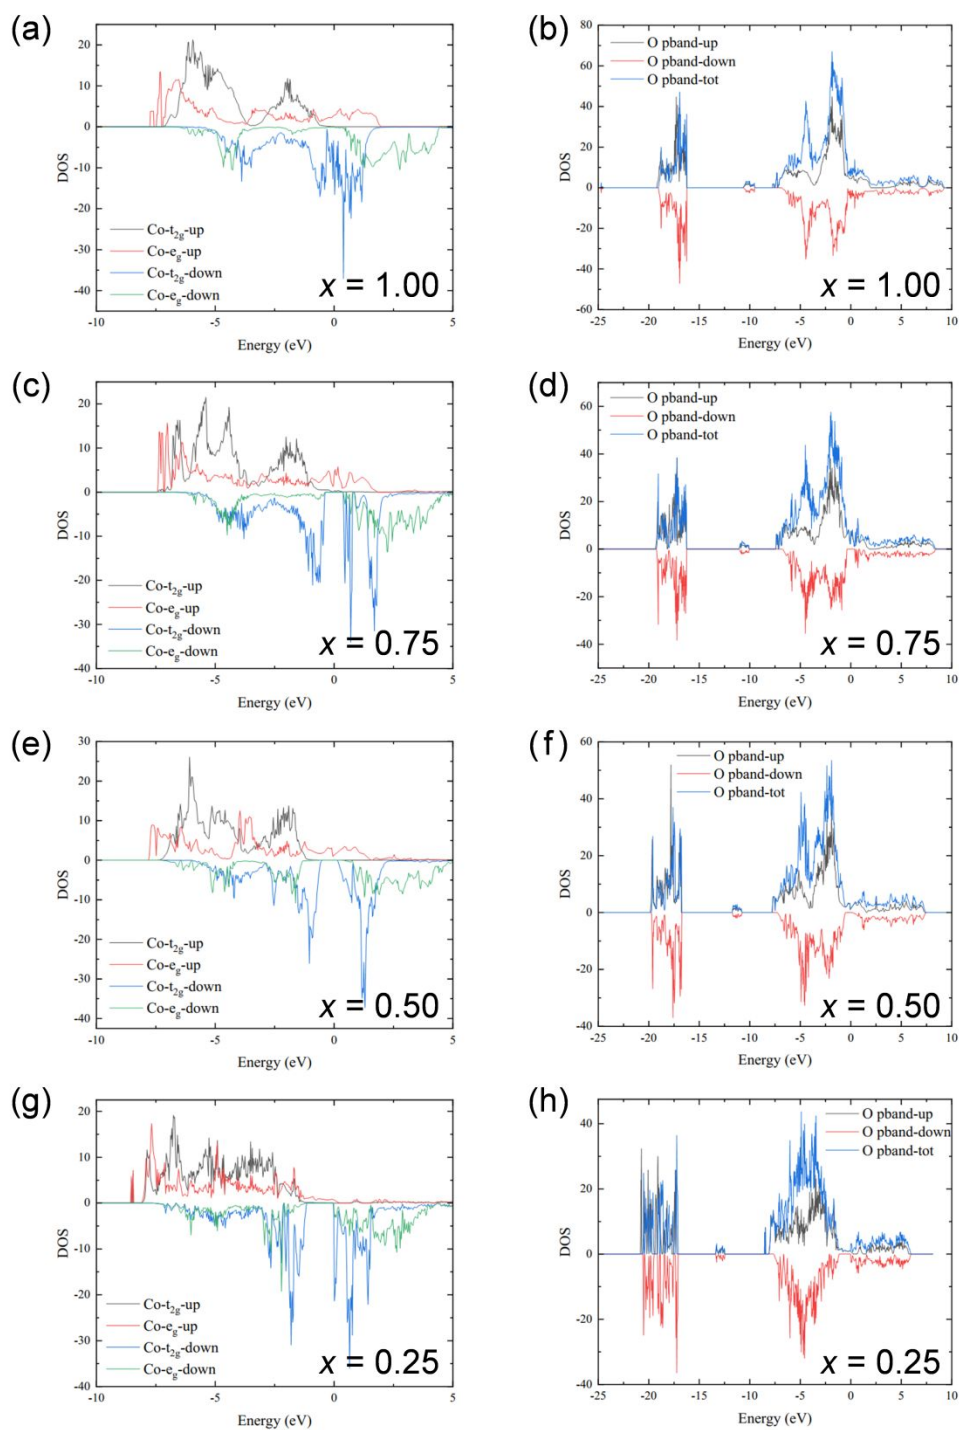 (a)
20
10
0
-10
-20
-30
-40
DOS
Co-t2g-up
Co-eg-up
Co-t2g-down
Co-eg-down
x = 1.00
-10
-5
0
5
Energy (eV)
(b)
80
60
40
20
0
20
40
60
DOS
O pband-up
O pband-down
O pband-tot
x = 1.00
-25
-20
-15
-10
-5
0
5
10
Energy (eV)
(c)
20
10
0
-10
-20
-30
-40
DOS
Co-t2g-up
Co-eg-up
Co-t2g-down
Co-eg-down
x = 0.75
-10
-5
0
5
Energy (eV)
(d)
60
40
20
0
20
40
DOS
O pband-up
O pband-down
O pband-tot
x = 0.75
-25
-20
-15
-10
-5
0
5
10
Energy (eV)
(e)
30
20
10
0
-10
-20
-30
-40
DOS
Co-t2g-up
Co-eg-up
Co-t2g-down
Co-eg-down
x = 0.50
-10
-5
0
5
Energy (eV)
(f)
60
40
20
0
20
40
DOS
O pband-up
O pband-down
O pband-tot
x = 0.50
-25
-20
-15
-10
-5
0
5
10
Energy (eV)
(g)
20
10
0
-10
-20
-30
-40
DOS
Co-t2g-up
Co-eg-up
Co-t2g-down
Co-eg-down
x = 0.25
-10
-5
0
5
Energy (eV)
(h)
40
20
0
20
40
DOS
O pband-up
O pband-down
O pband-tot
x = 0.25
-25
-20
-15
-10
-5
0
5
10
Energy (eV)